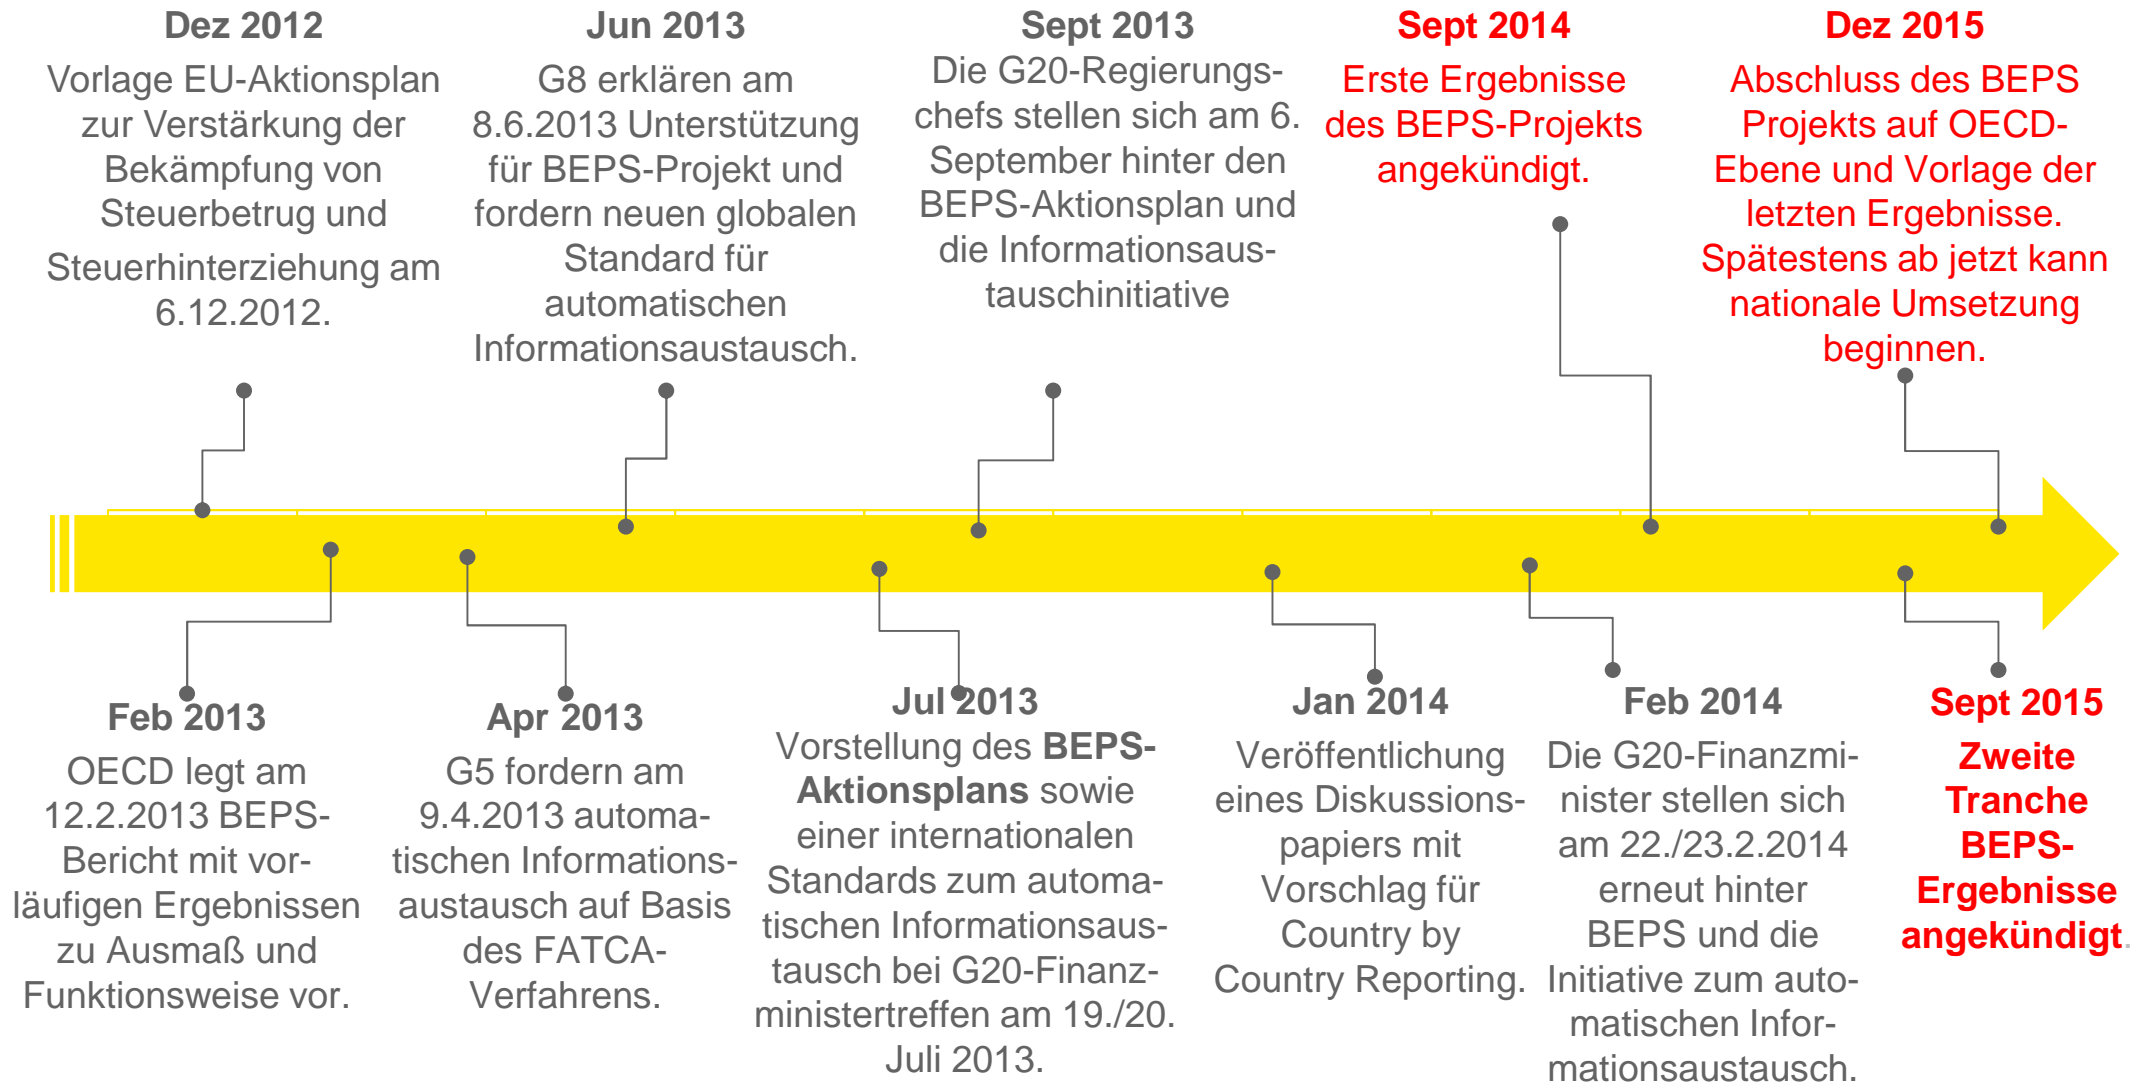 Dez 2012
Vorlage EU-Aktionsplan
zur Verstärkung der
Bekämpfung von
Steuerbetrug und
Steuerhinterziehung am
6.12.2012.
Jun 2013
G8 erklären am
8.6.2013 Unterstützung
für BEPS-Projekt und
fordern neuen globalen
Standard für
automatischen
Informationsaustausch.
Sept 2013
Die G20-Regierungs-
chefs stellen sich am 6.
September hinter den
BEPS-Aktionsplan und
die Informationsaus-
tauschinitiative
Sept 2014
Erste Ergebnisse
des BEPS-Projekts
angekündigt.
Dez 2015
Abschluss des BEPS
Projekts auf OECD-
Ebene und Vorlage der
letzten Ergebnisse.
Spätestens ab jetzt kann
nationale Umsetzung
beginnen.
Feb 2013
OECD legt am
12.2.2013 BEPS-
Bericht mit vor-
läufigen Ergebnissen
zu Ausmaß und
Funktionsweise vor.
Apr 2013
G5 fordern am
9.4.2013 automa-
tischen Informations-
austausch auf Basis
des FATCA-
Verfahrens.
Jul 2013
Vorstellung des BEPS-
Aktionsplans sowie
einer internationalen
Standards zum automa-
tischen Informationsaus-
tausch bei G20-Finanz-
ministertreffen am 19./20.
Juli 2013.
Jan 2014
Veröffentlichung
eines Diskussions-
papiers mit
Vorschlag für
Country by
Country Reporting.
Feb 2014
Die G20-Finanzmi-
nister stellen sich
am 22./23.2.2014
erneut hinter
BEPS und die
Initiative zum auto-
matischen Infor-
mationsaustausch.
Sept 2015
Zweite
Tranche
BEPS-
Ergebnisse
angekündigt.